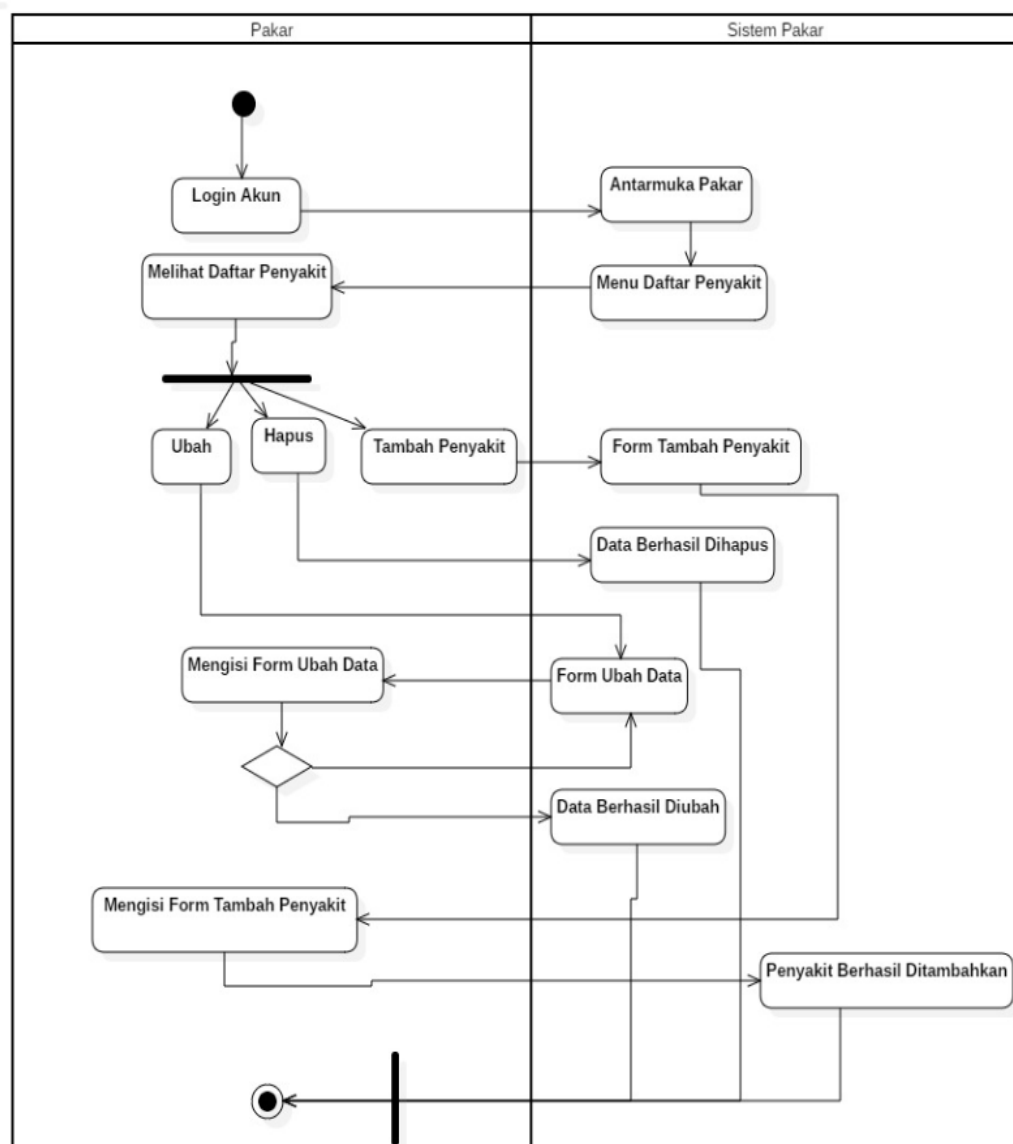 Pakar
Sistem Pakar
Login Akun
Antarmuka Pakar
Melihat Daftar Penyakit
Menu Daftar Penyakit
Ubah
Hapus
Tambah Penyakit
Form Tambah Penyakit
Data Berhasil Dihapus
Mengisi Form Ubah Data
Form Ubah Data
Data Berhasil Diubah
Mengisi Form Tambah Penyakit
Penyakit Berhasil Ditambahkan